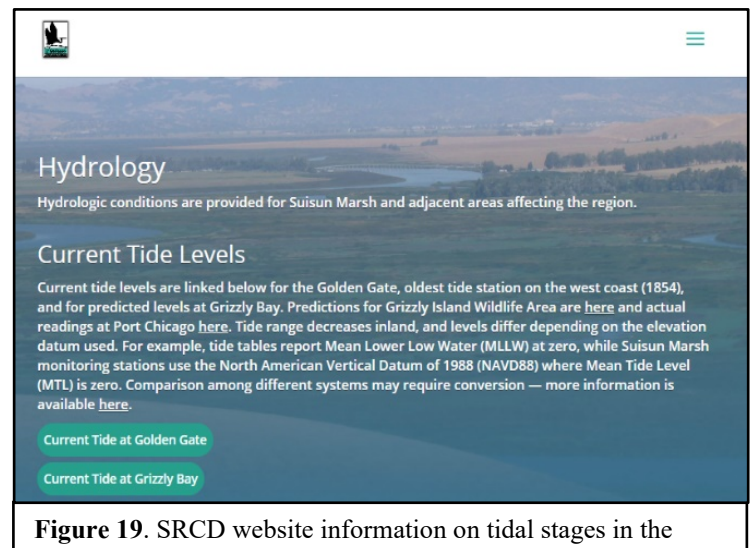 Hydrology
Hydrologic conditions are provided for Suisun Marsh and adjacent areas affecting the region.
Current Tide Levels
Current tide levels are linked below for the Golden Gate, oldest tide station on the west coast (1854),
and for predicted levels at Grizzly Bay. Predictions for Grizzly Island Wildlife Area are here and actual
readings at Port Chicago here. Tide range decreases inland, and levels differ depending on the elevation
datum used. For example, tide tables report Mean Lower Low Water (MLLW) at zero, while Suisun Marsh
monitoring stations use the North American Vertical Datum of 1988 (NAVD88) where Mean Tide Level
(MTL) is zero. Comparison among different systems may require conversion — more information is
available here.
Current Tide at Golden Gate
Current Tide at Grizzly Bay
Figure 19. SRCD website information on tidal stages in the